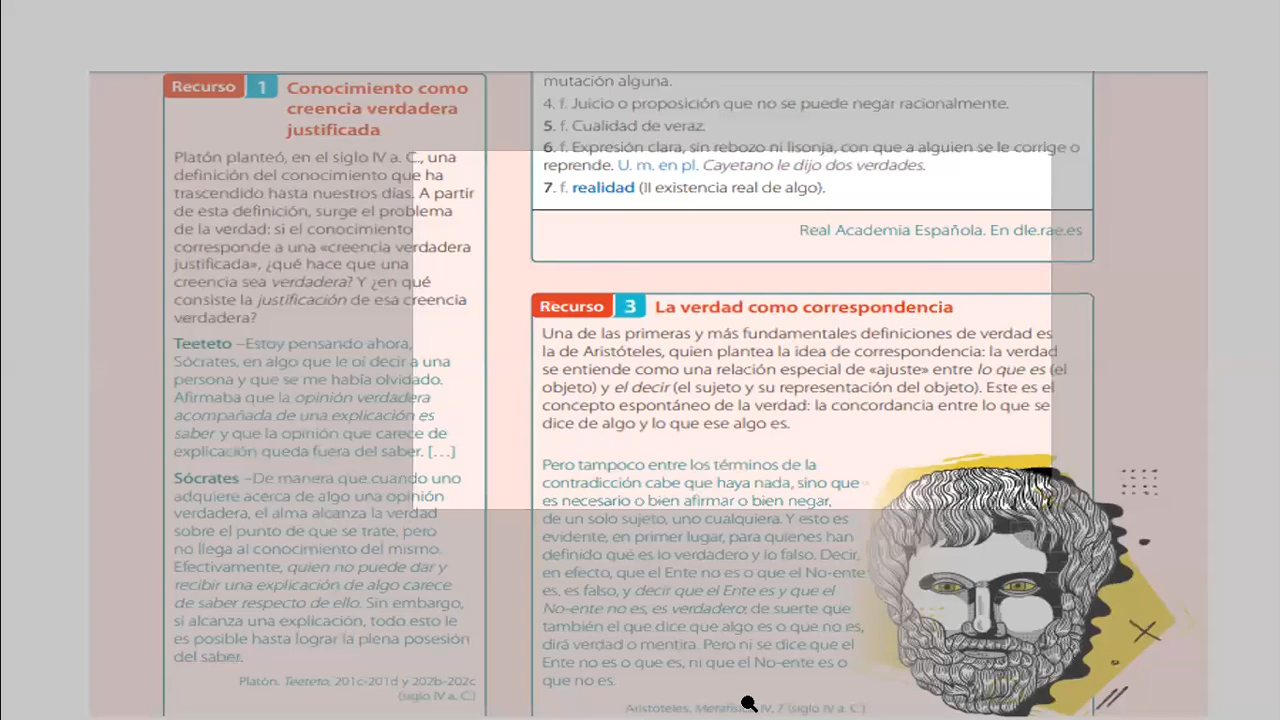 Recurso 1 Conocimiento como
creencia verdadera
justificada
Platón planteó, en el siglo IV a. C., una
definición del conocimiento que ha
trascendido hasta nuestros días. A partir
de esta definición, surge el problema
de la verdad: si el conocimiento
corresponde a una «creencia verdadera
justificada», ¿qué hace que una
creencia sea verdadera? Y ¿en qué
consiste la justificación de esa creencia
verdadera?
Teeteto –Estoy pensando ahora,
Sócrates, en algo que le oí decir a una
persona y que se me había olvidado.
Afirmaba que la opinión verdadera
acompañada de una explicación es
saber y que la opinión que carece de
explicación queda fuera del saber. [...]
Sócrates –De manera que cuando uno
adquiere acerca de algo una opinión
verdadera, el alma alcanza la verdad
sobre el punto de que se trate, pero
no llega al conocimiento del mismo.
Efectivamente, quien no puede dar y
recibir una explicación de algo carece
de saber respecto de ello. Sin embargo,
si alcanza una explicación, todo esto le
es posible hasta lograr la plena posesión
del saber.
Platón. Teeteto, 201c-201d y 202b-202c
(siglo IV a. C.)
mutación alguna.
4. f. Juicio o proposición que no se puede negar racionalmente.
5. f. Cualidad de veraz.
6. f. Expresión clara, sin rebozo ni lisonja, con que a alguien se le corrige o
reprende. U. m. en pl. Cayetano le dijo dos verdades.
7. f. realidad (II existencia real de algo).
Real Academia Española. En dle.rae.es
Recurso 3 La verdad como correspondencia
Una de las primeras y más fundamentales definiciones de verdad es
la de Aristóteles, quien plantea la idea de correspondencia: la verdad
se entiende como una relación especial de «ajuste» entre lo que es (el
objeto) y el decir (el sujeto y su representación del objeto). Este es el
concepto espontáneo de la verdad: la concordancia entre lo que se
dice de algo y lo que ese algo es.
Pero tampoco entre los términos de la
contradicción cabe que haya nada, sino que
es necesario o bien afirmar o bien negar,
de un solo sujeto, uno cualquiera. Y esto es
evidente, en primer lugar, para quienes han
definido qué es lo verdadero y lo falso. Decir,
en efecto, que el Ente no es o que el No-ente
es, es falso, y decir que el Ente es y que el
No-ente no es, es verdadero; de suerte que
también el que dice que algo es o que no es,
dirá verdad o mentira. Pero ni se dice que el
Ente no es o que es, ni que el No-ente es o
que no es.
Aristóteles. Metafísica IV, 7 (siglo IV a. C.)